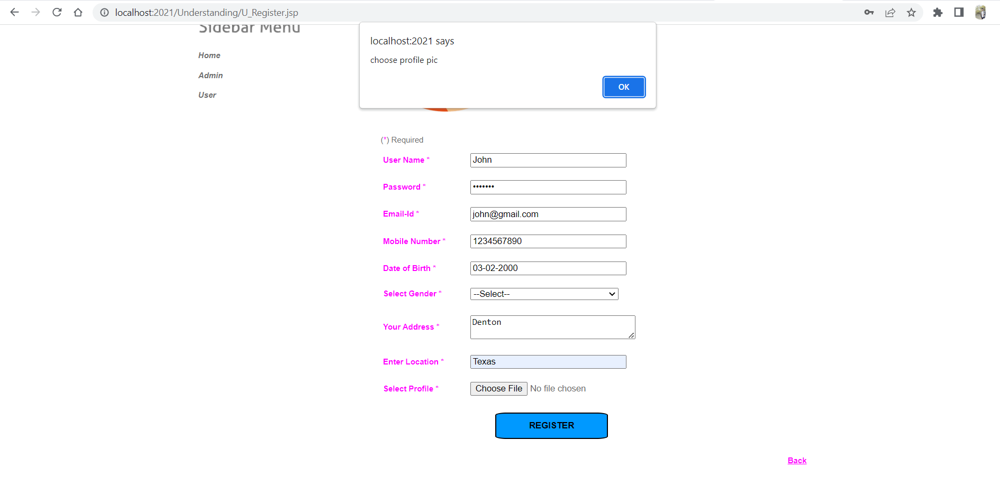 localhost:2021/Understanding/U_Register.jsp
Sidebar Menu
Home
Admin
User
localhost:2021 says
choose profile pic
OK
(*) Required
User Name * John
Password * •••••••
Email-Id * john@gmail.com
Mobile Number * 1234567890
Date of Birth * 03-02-2000
Select Gender * --Select--
Your Address * Denton
Enter Location * Texas
Select Profile * Choose File No file chosen
REGISTER
Back